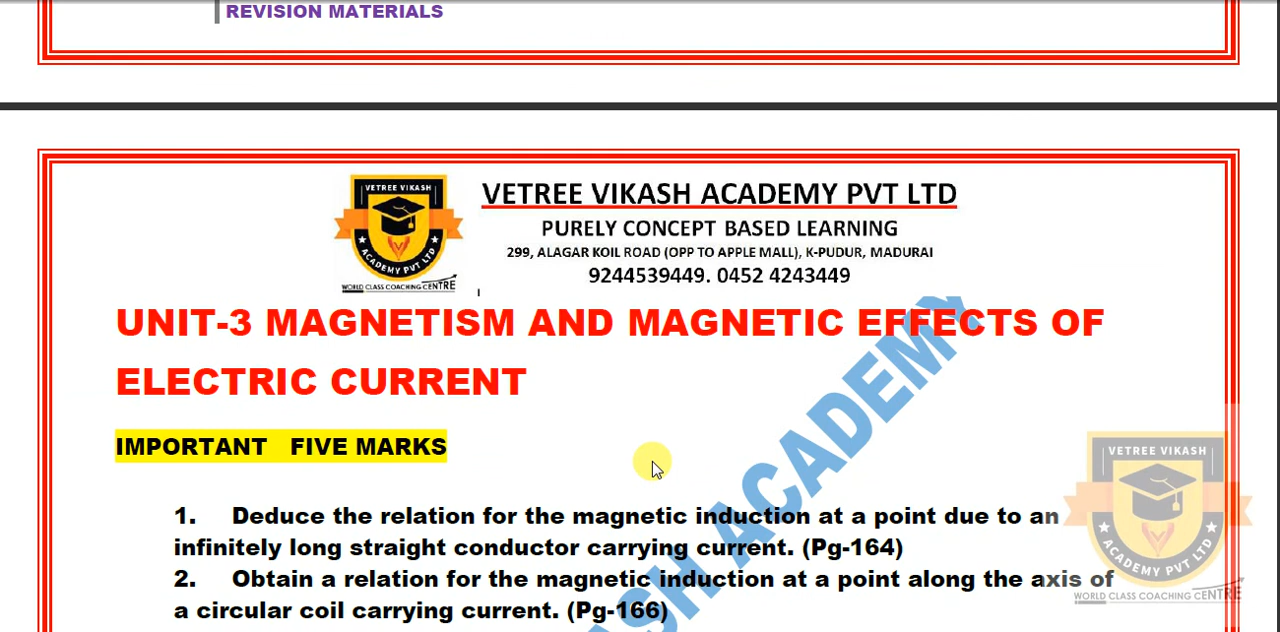 REVISION MATERIALS
VETREE VIKASH
ACADEMY PVT LTD
WORLD CLASS COACHING CENTRE
VETREE VIKASH ACADEMY PVT LTD
PURELY CONCEPT BASED LEARNING
299, ALAGAR KOIL ROAD (OPP TO APPLE MALL), K-PUDUR, MADURAI
9244539449. 0452 4243449
UNIT-3 MAGNETISM AND MAGNETIC EFFECTS OF
ELECTRIC CURRENT
IMPORTANT FIVE MARKS
1. Deduce the relation for the magnetic induction at a point due to an
infinitely long straight conductor carrying current. (Pg-164)
2. Obtain a relation for the magnetic induction at a point along the axis of
a circular coil carrying current. (Pg-166)
ASH ACADEMY
VETREE VIKASH
ACADEMY PVT LTD
WORLD CLASS COACHING CENTRE